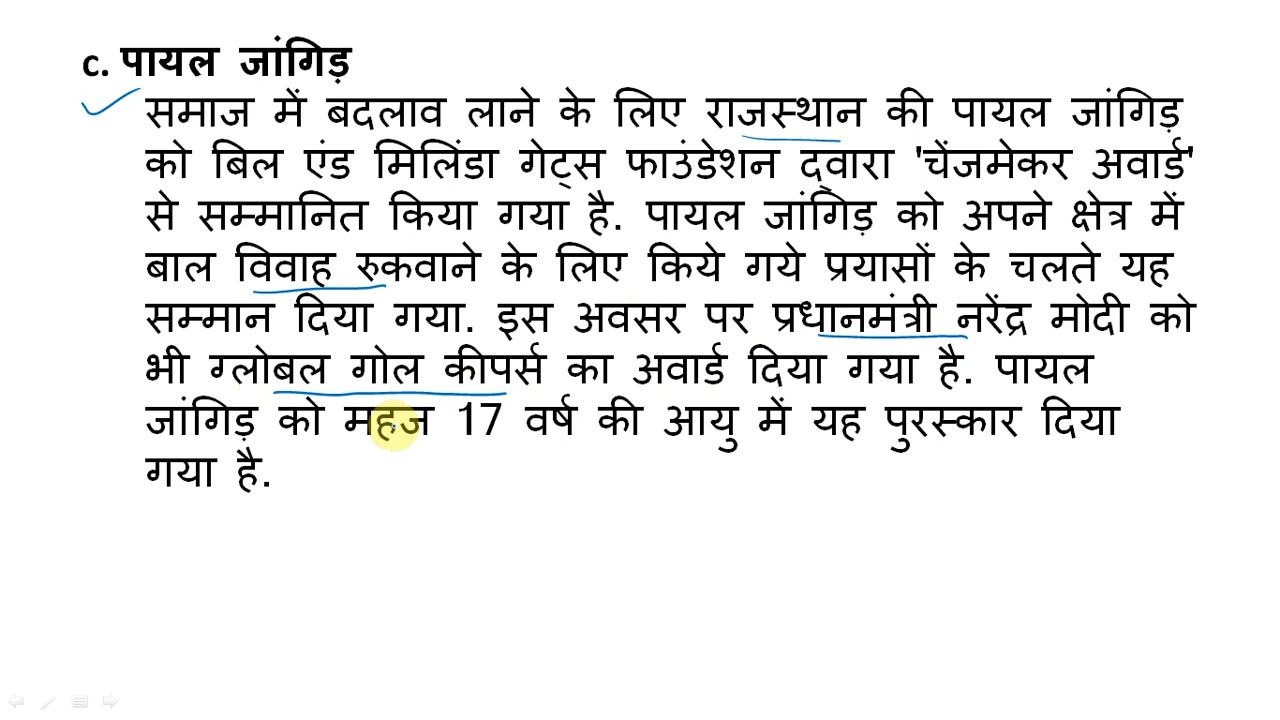 c. पायल जांगिड़
समाज में बदलाव लाने के लिए राजस्थान की पायल जांगिड़
को बिल एंड मिलिंडा गेट्स फाउंडेशन द्वारा 'चेंजमेकर अवार्ड'
से सम्मानित किया गया है. पायल जांगिड़ को अपने क्षेत्र में
बाल विवाह रुकवाने के लिए किये गये प्रयासों के चलते यह
सम्मान दिया गया. इस अवसर पर प्रधानमंत्री नरेंद्र मोदी को
भी ग्लोबल गोल कीपर्स का अवार्ड दिया गया है. पायल
जांगिड़ को महज 17 वर्ष की आयु में यह पुरस्कार दिया
गया है.